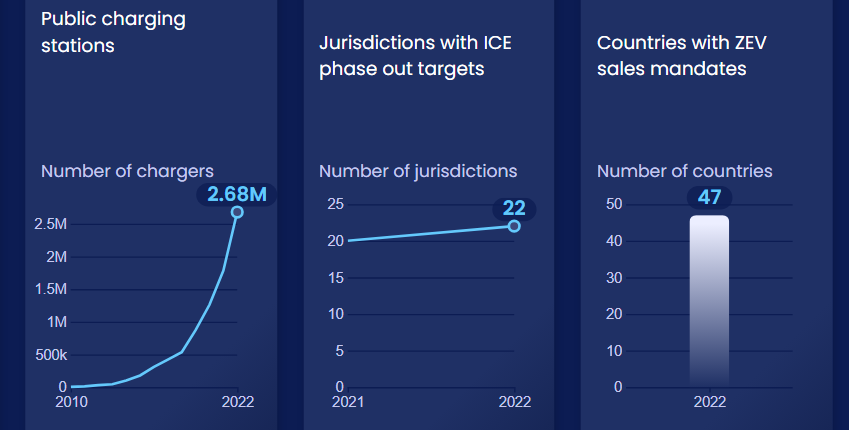 Public charging
stations
Number of chargers
2.68M
2.5M
2M
1.5M
1M
500k
0
2010
2022
Jurisdictions with ICE
phase out targets
Number of jurisdictions
22
25
20
15
10
5
0
2021
2022
Countries with ZEV
sales mandates
Number of countries
47
50
40
30
20
10
0
2022